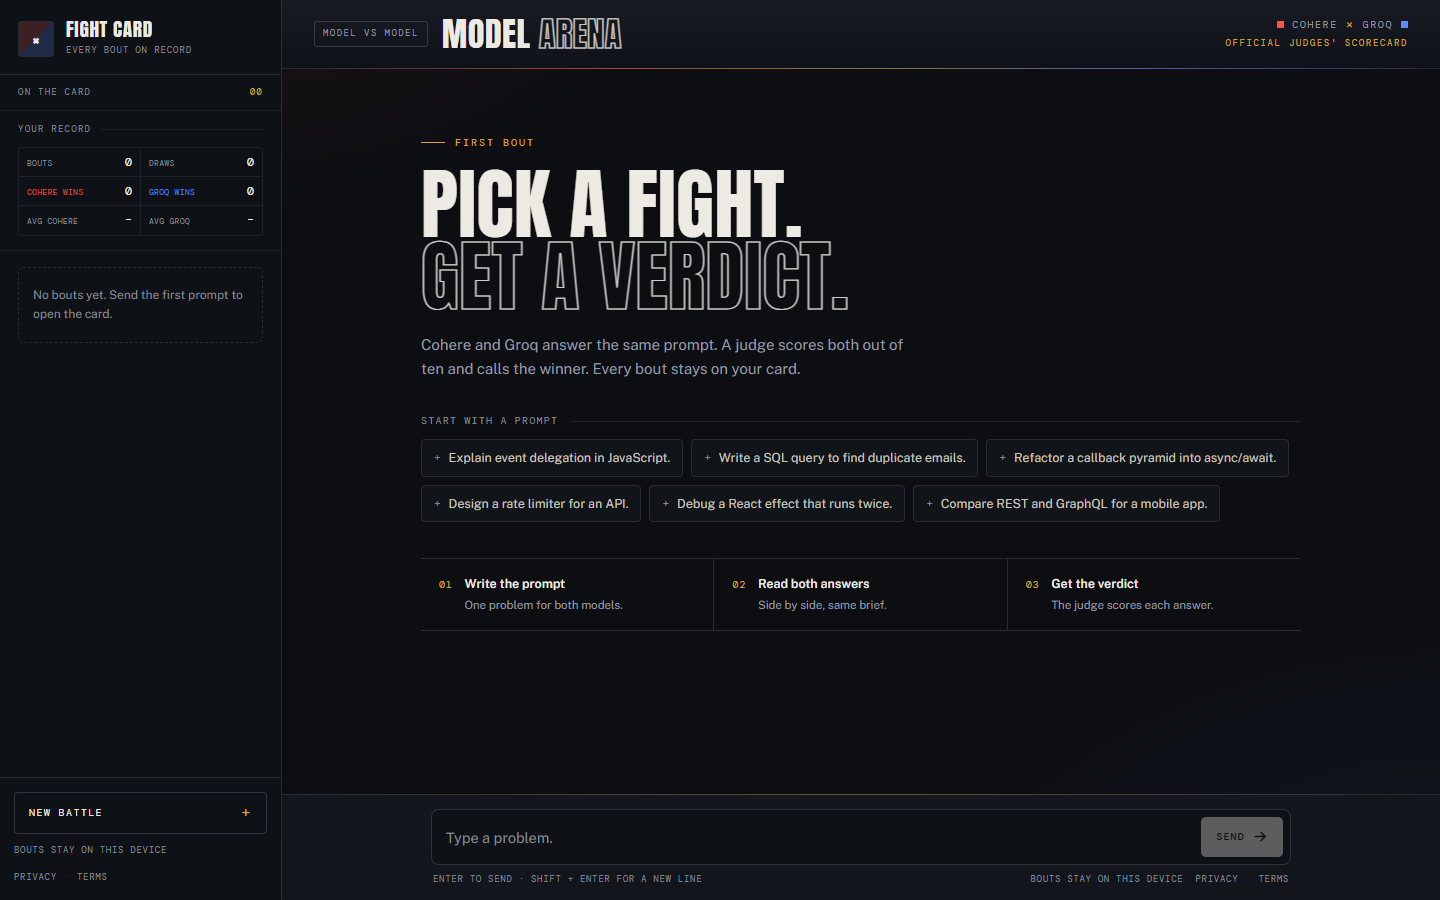 FIGHT CARD
EVERY BOUT ON RECORD
ON THE CARD 00
YOUR RECORD
BOUTS 0 DRAWS 0
COHERE WINS 0 GROQ WINS 0
AVG COHERE – AVG GROQ –
No bouts yet. Send the first prompt to
open the card.
NEW BATTLE +
BOUTS STAY ON THIS DEVICE
PRIVACY · TERMS
MODEL VS MODEL
MODEL ARENA
COHERE × GROQ
OFFICIAL JUDGES' SCORECARD
FIRST BOUT
PICK A FIGHT.
GET A VERDICT.
Cohere and Groq answer the same prompt. A judge scores both out of
ten and calls the winner. Every bout stays on your card.
START WITH A PROMPT
+ Explain event delegation in JavaScript.
+ Write a SQL query to find duplicate emails.
+ Refactor a callback pyramid into async/await.
+ Design a rate limiter for an API.
+ Debug a React effect that runs twice.
+ Compare REST and GraphQL for a mobile app.
01 Write the prompt
One problem for both models.
02 Read both answers
Side by side, same brief.
03 Get the verdict
The judge scores each answer.
Type a problem.
SEND →
ENTER TO SEND · SHIFT + ENTER FOR A NEW LINE
BOUTS STAY ON THIS DEVICE PRIVACY · TERMS